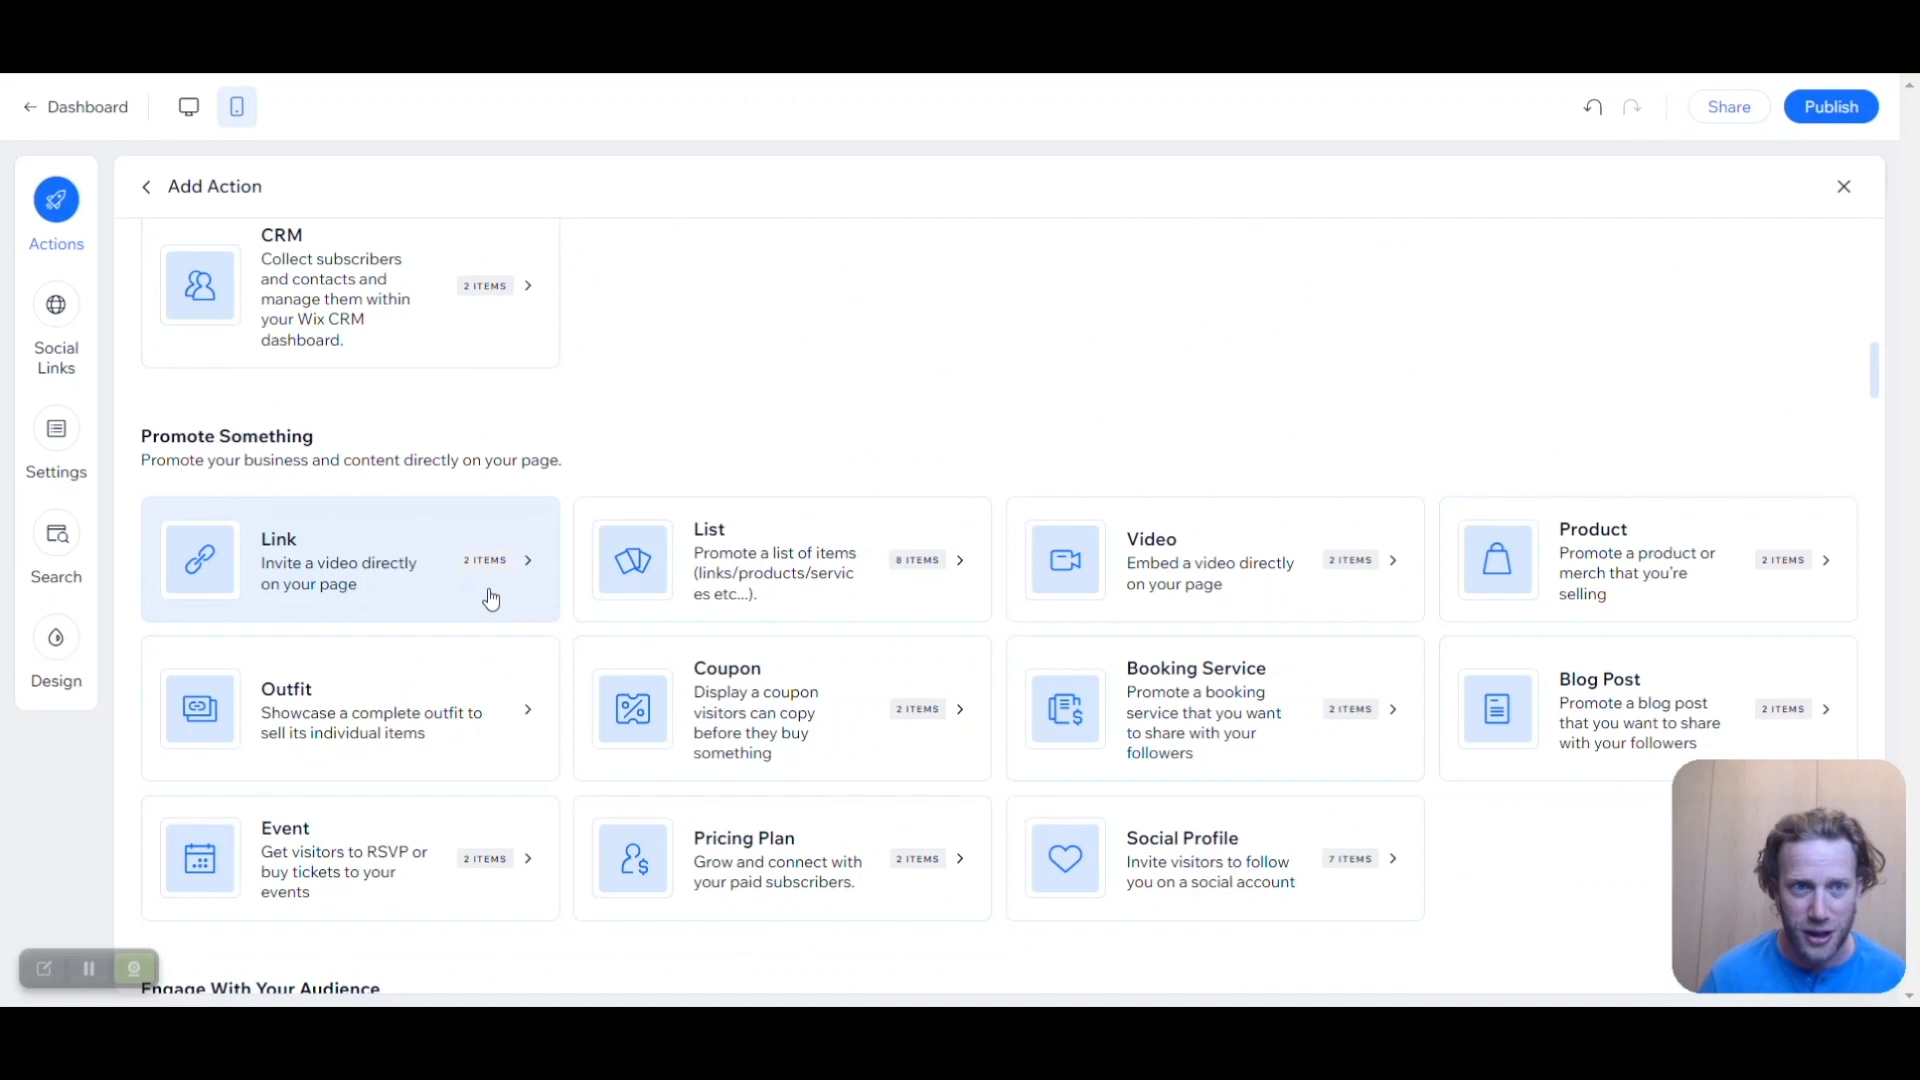 Dashboard
Share
Publish
Actions
Social
Links
Settings
Search
Design
Add Action
CRM
Collect subscribers
and contacts and
manage them within
your Wix CRM
dashboard.
2 ITEMS
Promote Something
Promote your business and content directly on your page.
Link
Invite a video directly
on your page
2 ITEMS
List
Promote a list of items
(links/products/servic
es etc...).
8 ITEMS
Video
Embed a video directly
on your page
2 ITEMS
Product
Promote a product or
merch that you're
selling
2 ITEMS
Outfit
Showcase a complete outfit to
sell its individual items
Coupon
Display a coupon
visitors can copy
before they buy
something
2 ITEMS
Booking Service
Promote a booking
service that you want
to share with your
followers
2 ITEMS
Blog Post
Promote a blog post
that you want to share
with your followers
2 ITEMS
Event
Get visitors to RSVP or
buy tickets to your
events
2 ITEMS
Pricing Plan
Grow and connect with
your paid subscribers.
2 ITEMS
Social Profile
Invite visitors to follow
you on a social account
7 ITEMS
Engage With Your Audience